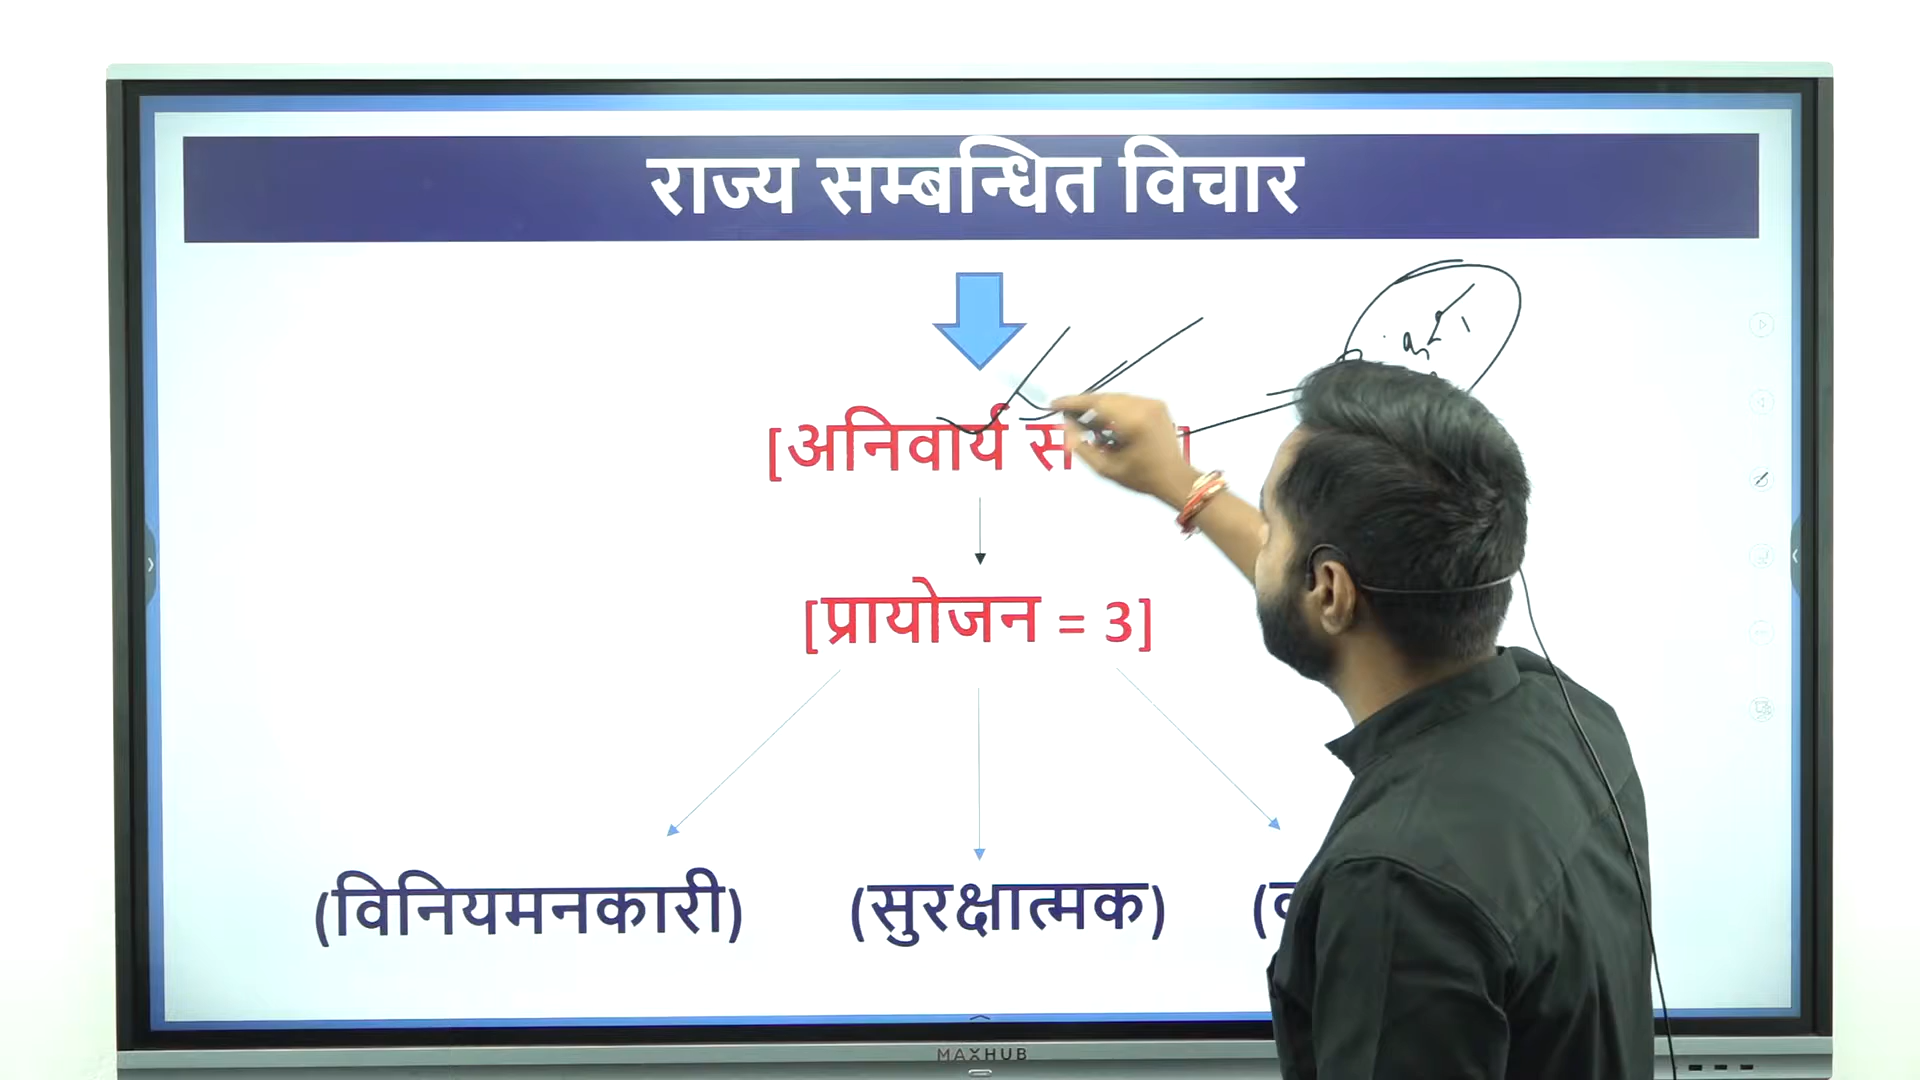 राज्य सम्बन्धित विचार
[अनिवार्य
[प्रायोजन = 3]
(विनियमनकारी) (सुरक्षात्मक)
MAXHUB